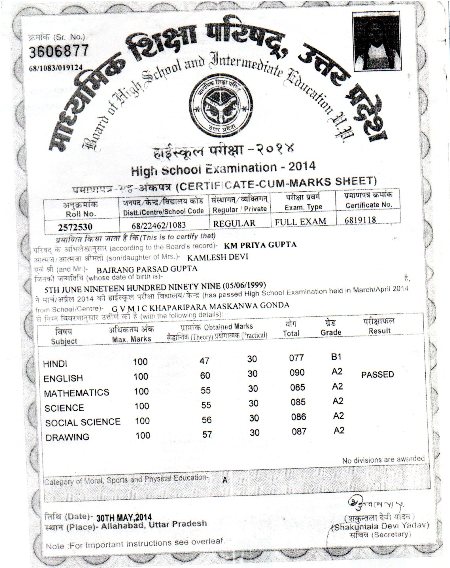 क्रमांक (Sr. No.)
3606877
68/1083/019124
माध्यमिक शिक्षा परिषद, उत्तर प्रदेश
Board of High School and Intermediate Education U.P.
हाईस्कूल परीक्षा - २०१४
High School Examination - 2014
प्रमाणपत्र-सह-अंकपत्र (CERTIFICATE-CUM-MARKS SHEET)
अनुक्रमांक जनपद/केन्द्र/विद्यालय कोड संस्थागत/व्यक्तिगत परीक्षा प्रवर्ग प्रमाणपत्र क्रमांक
Roll No. Distt./Centre/School Code Regular / Private Exam. Type Certificate No.
2572530 68/22462/1083 REGULAR FULL EXAM 6819118
प्रमाणित किया जाता है कि (This is to certify that)
परिषद के अभिलेखानुसार (according to the Board's record)- KM PRIYA GUPTA
आत्मज/आत्मजा श्रीमती (son/daughter of Mrs.)- KAMLESH DEVI
एवं श्री (and Mr.)- BAJRANG PARSAD GUPTA
जिनकी जन्मतिथि (whose date of birth is)-
5TH JUNE NINETEEN HUNDRED NINETY NINE (05/06/1999) है,
ने मार्च/अप्रैल 2014 की हाईस्कूल परीक्षा विद्यालय/केन्द्र (has passed High School Examination held in March/April 2014
from School/Centre)- G V M I C KHAPARIPARA MASKANWA GONDA
से निम्न विवरणानुसार उत्तीर्ण की है (with the following details)
विषय अधिकतम अंक प्राप्तांक Obtained Marks योग ग्रेड परीक्षाफल
Subject Max. Marks सैद्धांतिक (Theory) प्रयोगात्मक (Practical) Total Grade Result
HINDI 100 47 30 077 B1
ENGLISH 100 60 30 090 A2 PASSED
MATHEMATICS 100 55 30 085 A2
SCIENCE 100 55 30 085 A2
SOCIAL SCIENCE 100 56 30 086 A2
DRAWING 100 57 30 087 A2
No divisions are awarded
Category of Moral, Sports and Physical Education- A
तिथि (Date)- 30TH MAY,2014
स्थान (Place)- Allahabad, Uttar Pradesh
(शकुन्तला देवी यादव)
(Shakuntala Devi Yadav)
सचिव (Secretary)
Note :For Important instructions see overleaf.